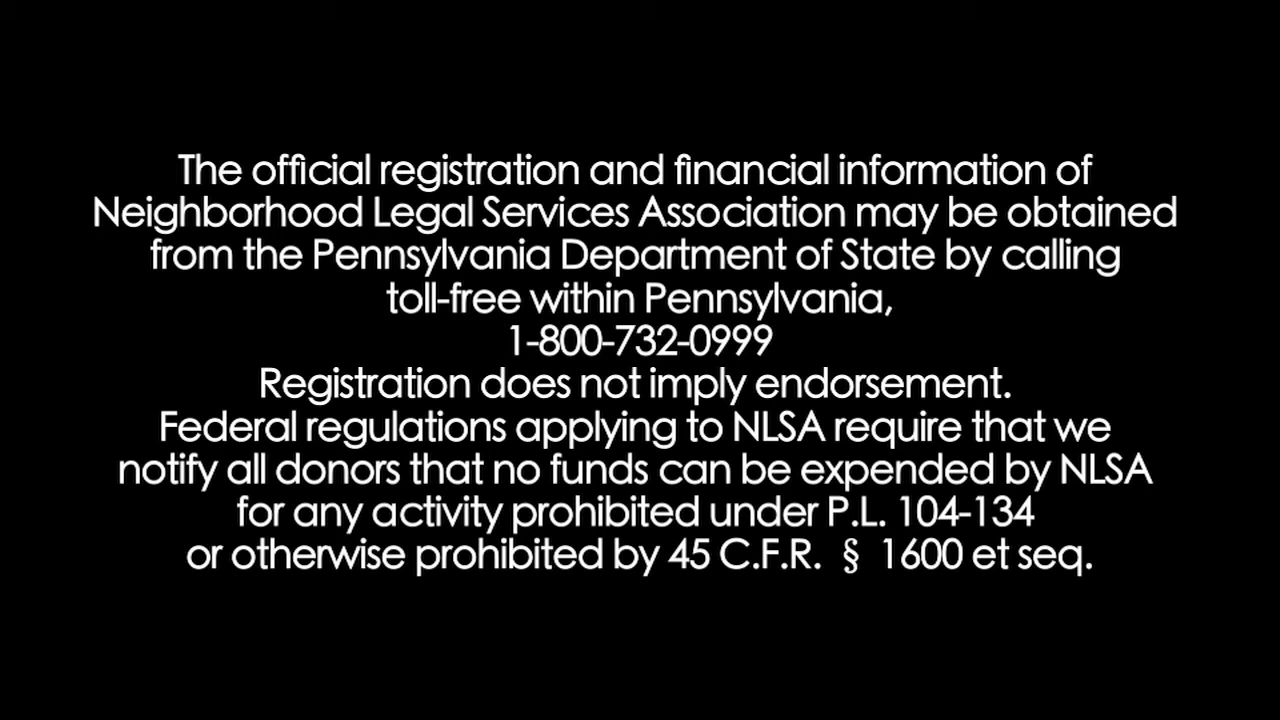 The official registration and financial information of
Neighborhood Legal Services Association may be obtained
from the Pennsylvania Department of State by calling
toll-free within Pennsylvania,
1-800-732-0999
Registration does not imply endorsement.
Federal regulations applying to NLSA require that we
notify all donors that no funds can be expended by NLSA
for any activity prohibited under P.L. 104-134
or otherwise prohibited by 45 C.F.R. § 1600 et seq.